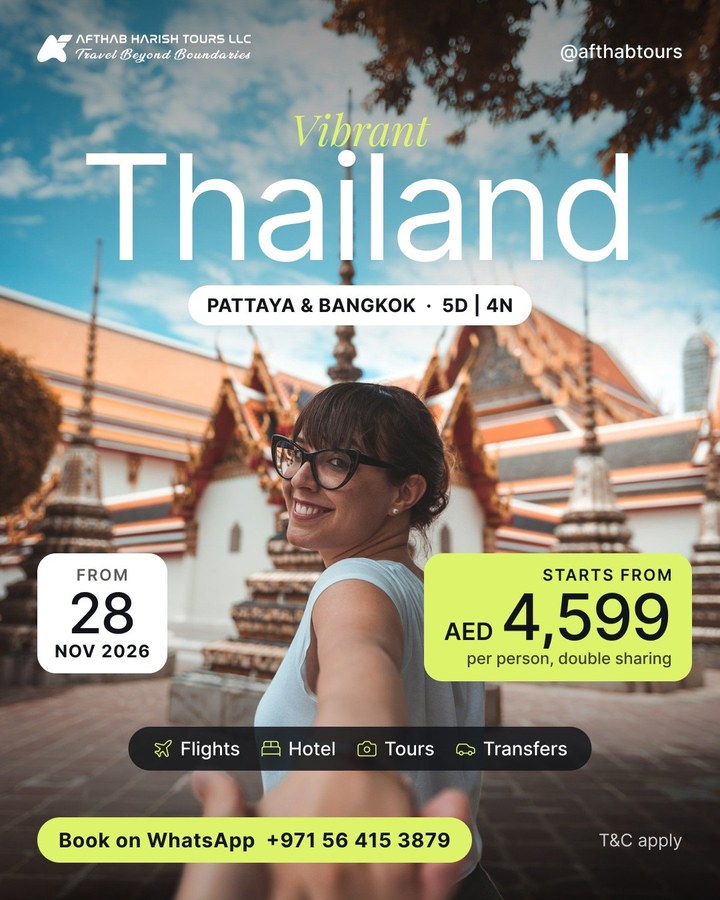 AFTHAB HARISH TOURS LLC
Travel Beyond Boundaries
@afthabtours
Vibrant
Thailand
PATTAYA & BANGKOK · 5D | 4N
FROM
28
NOV 2026
STARTS FROM
AED 4,599
per person, double sharing
Flights Hotel Tours Transfers
Book on WhatsApp +971 56 415 3879
T&C apply